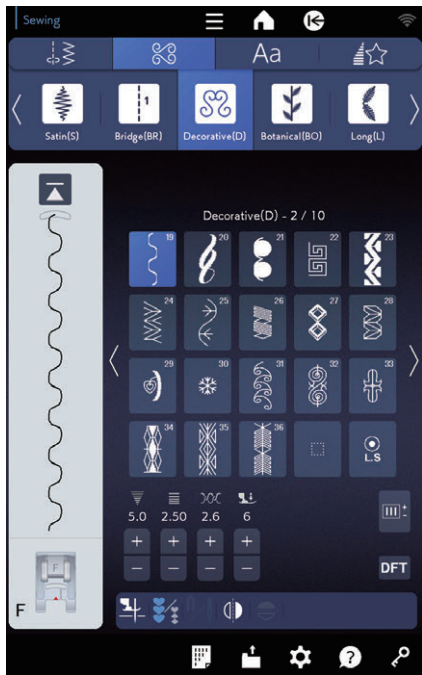 Sewing
Aa
1
Satin(S) Bridge(BR) Decorative(D) Botanical(BO) Long(L)
Decorative(D) - 2 / 10
19 20 21 22 23
24 25 26 27 28
29 30 31 32 33
34 35 36
L.S
5.0 2.50 2.6 6
+ + + +
− − − −
DFT
F
F
?